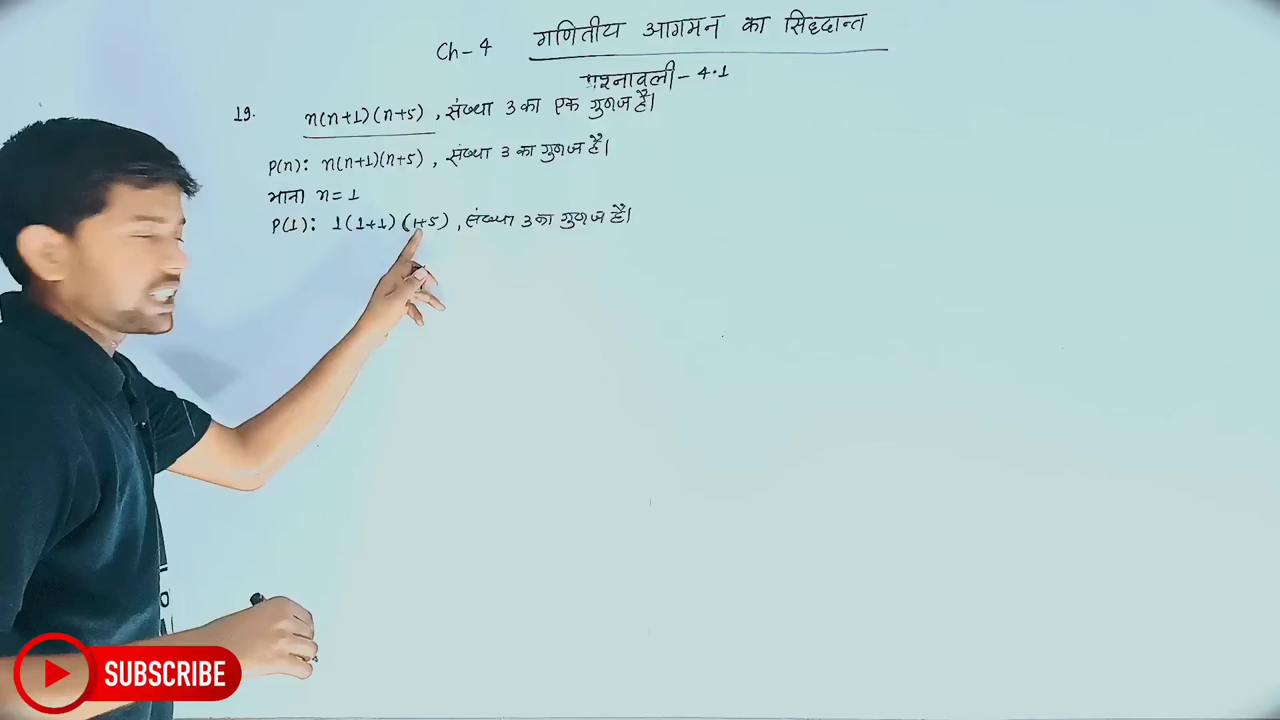 Ch-4 गणितीय आगमन का सिद्धान्त
प्रश्नावली-4.1
19. n(n+1)(n+5), संख्या 3 का एक गुणज है।
P(n): n(n+1)(n+5), संख्या 3 का गुणज है।
माना n=1
P(1): 1(1+1)(1+5), संख्या 3 का गुणज है।
SUBSCRIBE